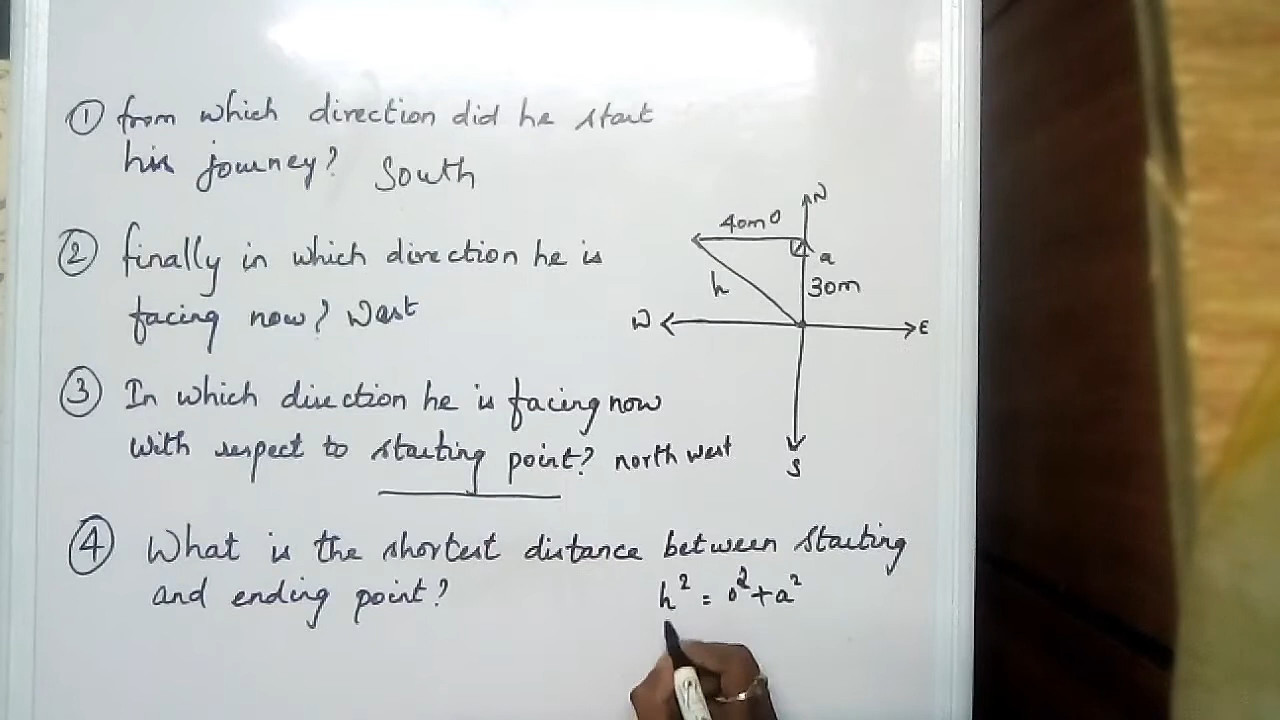 ① from which direction did he start
his journey? South
② finally in which direction he is
facing now? West
③ In which direction he is facing now
with respect to starting point? north west
④ What is the shortest distance between starting
and ending point?
h² = o² + a²
N
40m o
a
h
30m
W
E
S